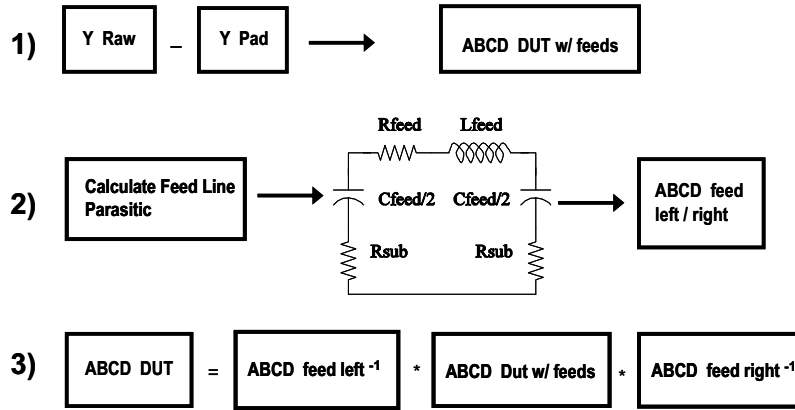 1) Y Raw – Y Pad ABCD DUT w/ feeds
Rfeed Lfeed
2) Calculate Feed Line
Parasitic
Cfeed/2 Cfeed/2
Rsub Rsub
ABCD feed
left / right
3) ABCD DUT = ABCD feed left -1 * ABCD Dut w/ feeds * ABCD feed right -1